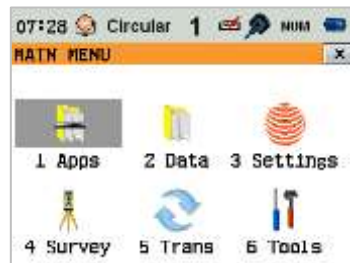 07:28 Circular 1 NUM
MAIN MENU x
1 Apps 2 Data 3 Settings
4 Survey 5 Trans 6 Tools